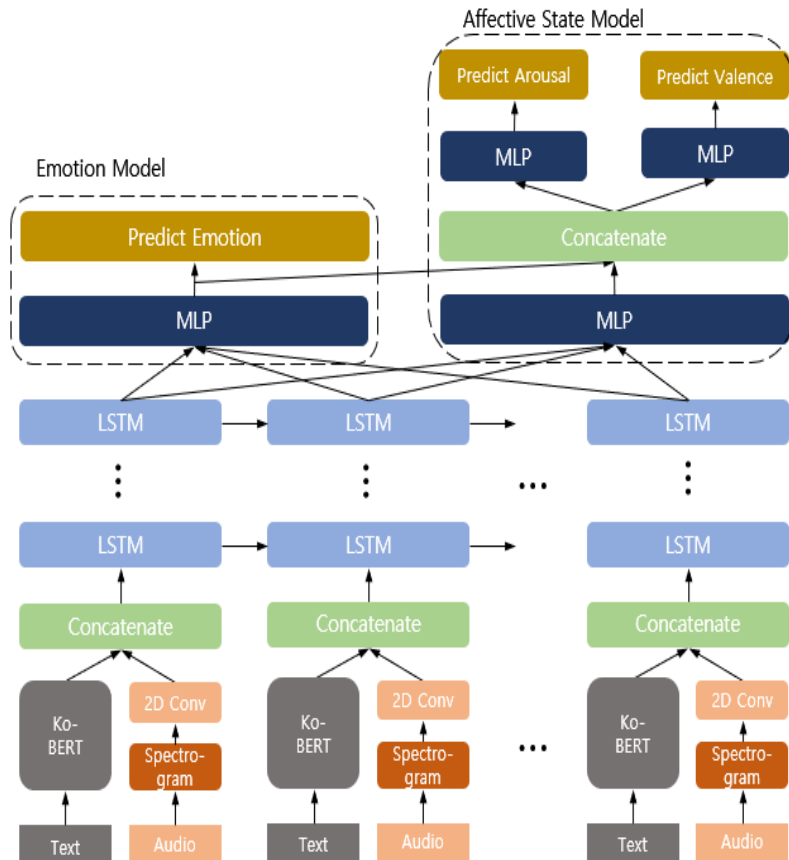 Affective State Model
Predict Arousal
Predict Valence
MLP
MLP
Emotion Model
Predict Emotion
Concatenate
MLP
MLP
LSTM
LSTM
LSTM
LSTM
LSTM
LSTM
Concatenate
Concatenate
Concatenate
Ko-
BERT
2D Conv
Spectro-
gram
Ko-
BERT
2D Conv
Spectro-
gram
Ko-
BERT
2D Conv
Spectro-
gram
Text
Audio
Text
Audio
Text
Audio